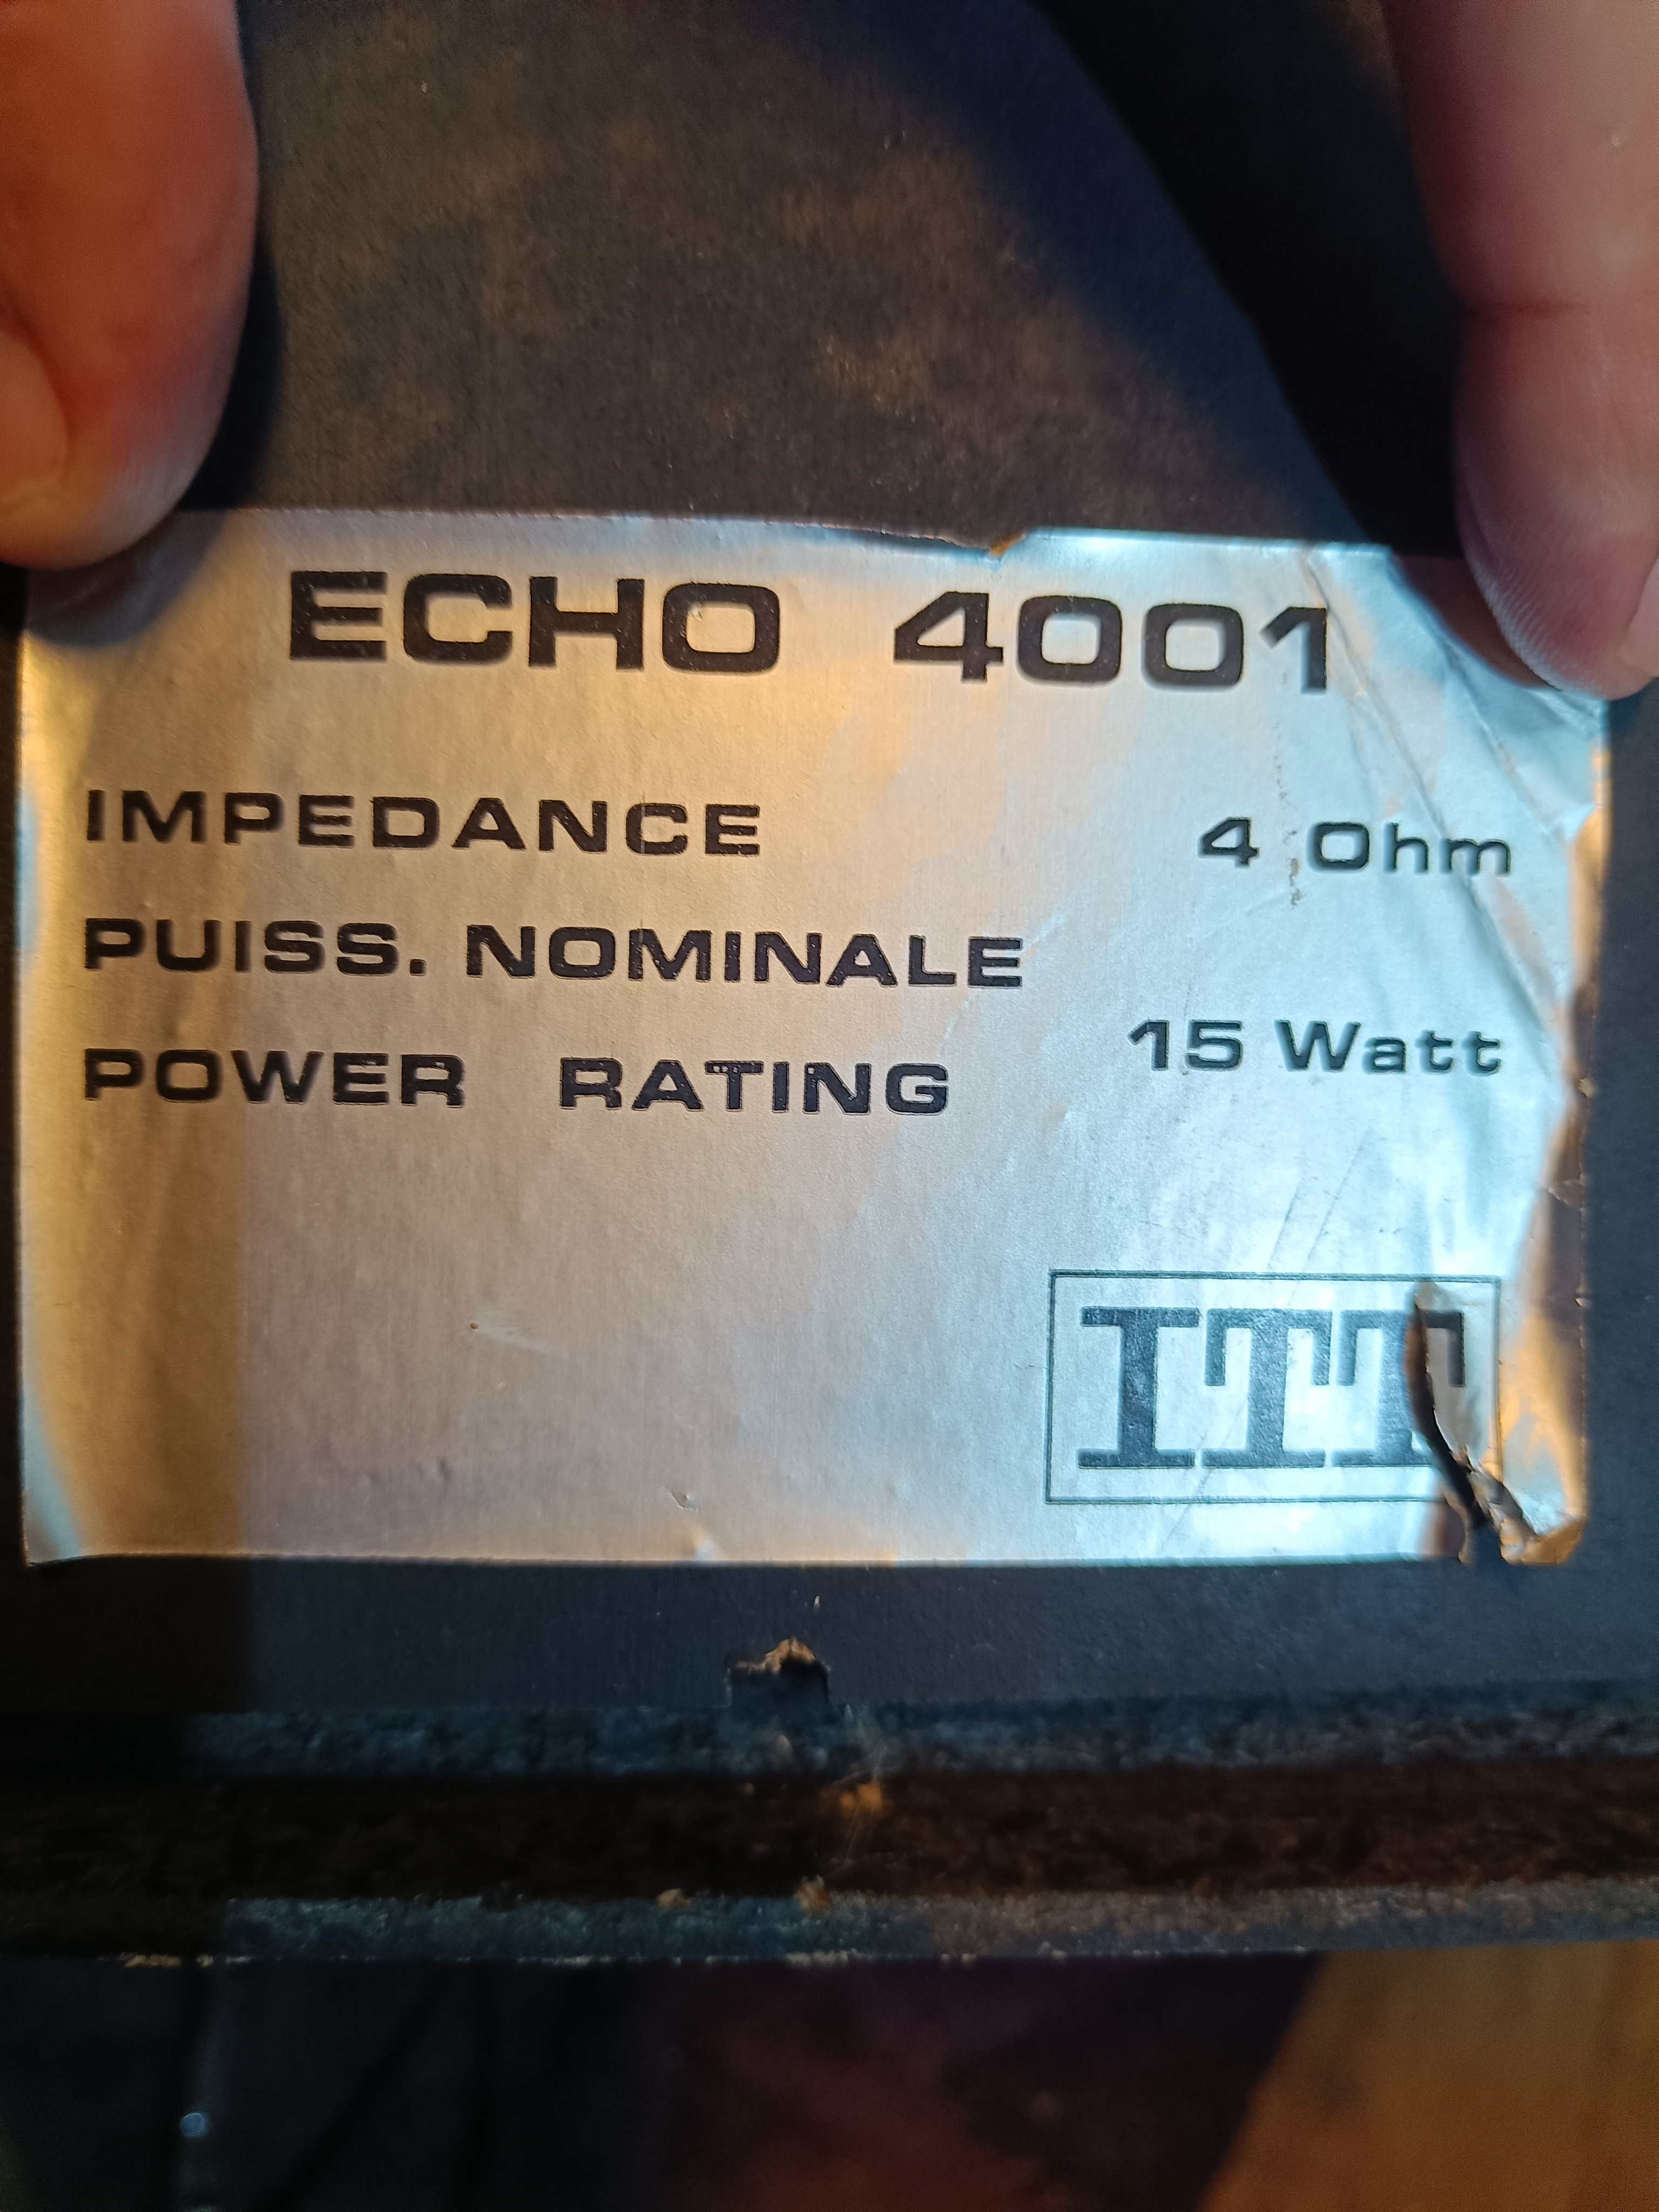 ECHO 4001
IMPEDANCE 4 Ohm
PUISS. NOMINALE
POWER RATING 15 Watt
ITT